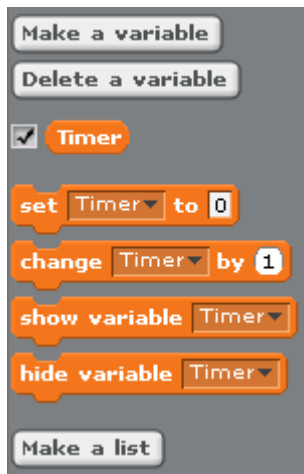 Make a variable
Delete a variable
Timer
set Timer to 0
change Timer by 1
show variable Timer
hide variable Timer
Make a list